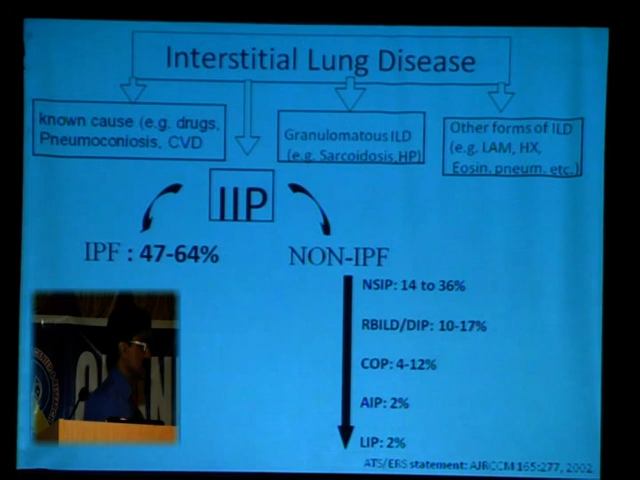 Interstitial Lung Disease
known cause (e.g. drugs,
Pneumoconiosis, CVD
Granulomatous ILD
(e.g. Sarcoidosis,HP)
Other forms of ILD
(e.g. LAM, HX,
Eosin. pneum. etc.)
IIP
IPF : 47-64%
NON-IPF
NSIP: 14 to 36%
RBILD/DIP: 10-17%
COP: 4-12%
AIP: 2%
LIP: 2%
ATS/ERS statement: AJRCCM 165:277, 2002